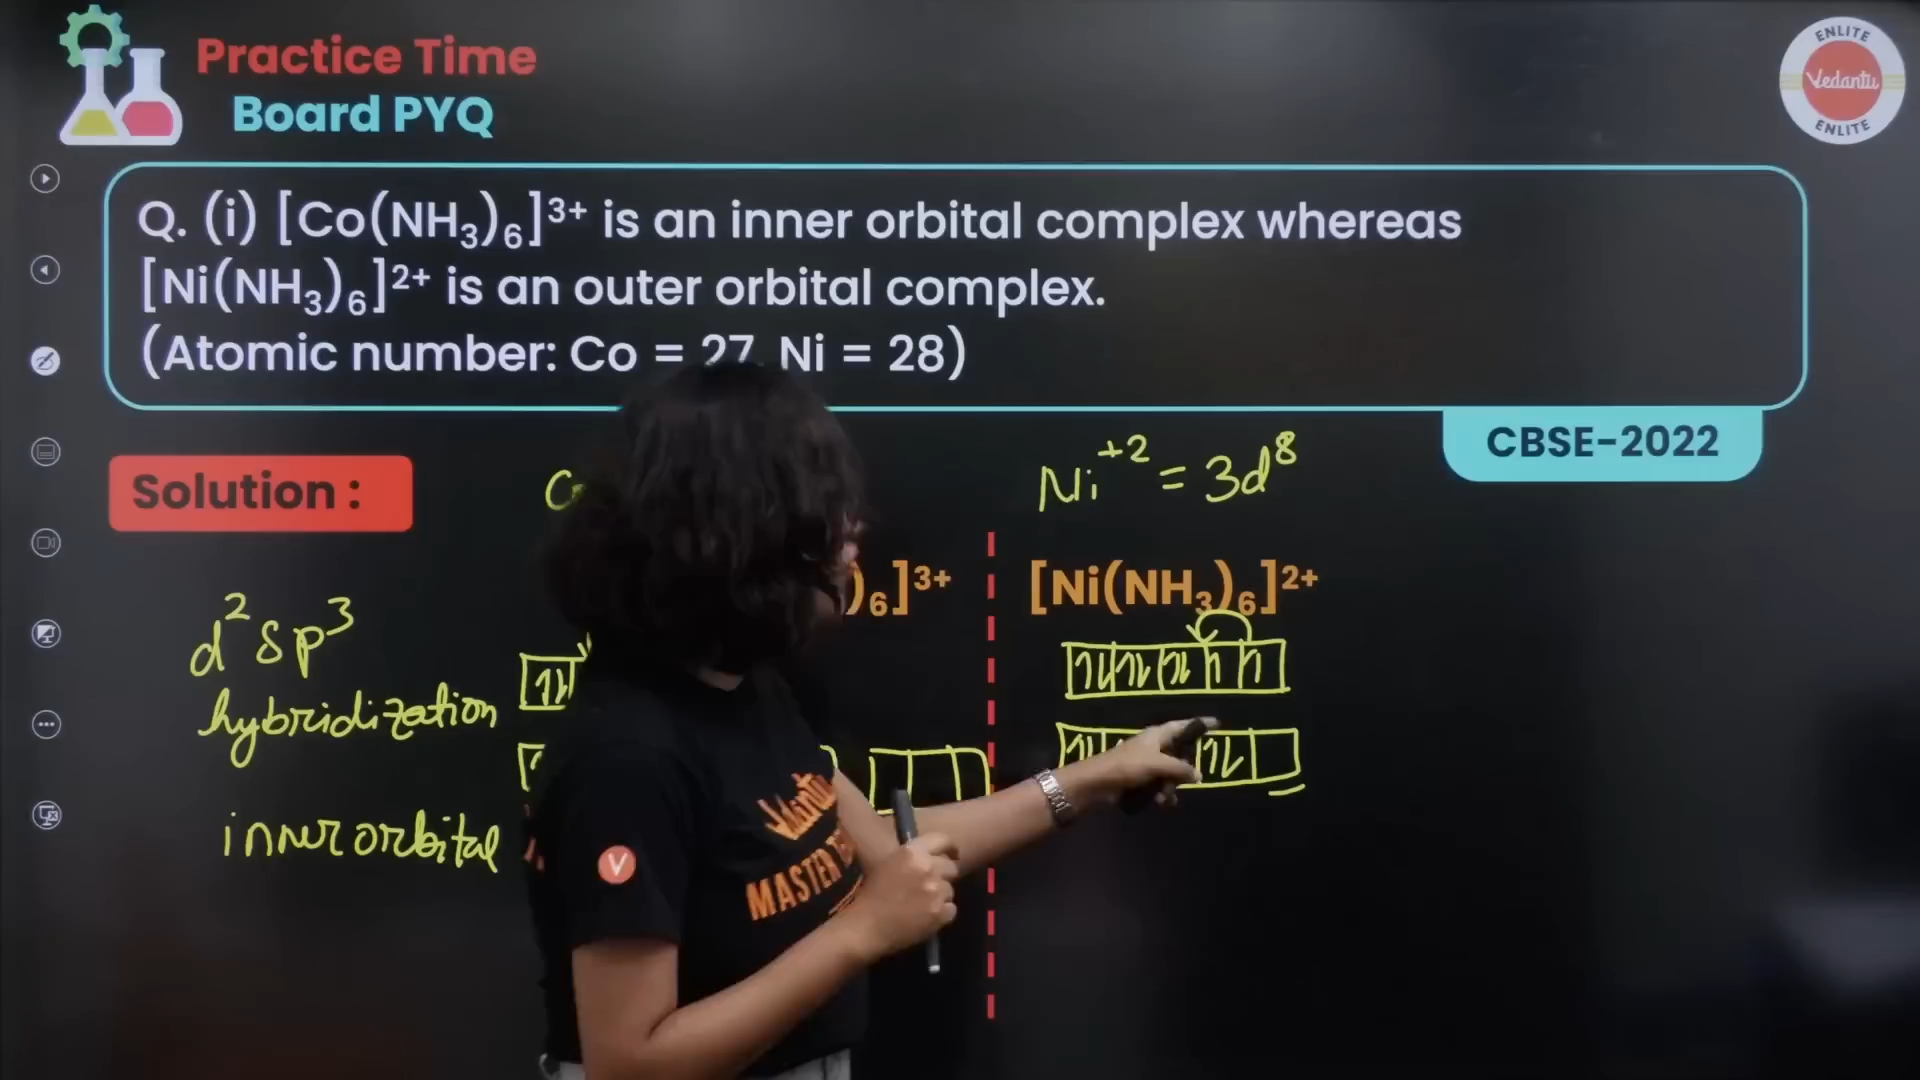 Practice Time
Board PYQ
ENLITE
Vedantu
ENLITE
Q. (i) [Co(NH₃)₆]³⁺ is an inner orbital complex whereas
[Ni(NH₃)₆]²⁺ is an outer orbital complex.
(Atomic number: Co = 27, Ni = 28)
CBSE-2022
Solution :
Ni⁺² = 3d⁸
)₆]³⁺
[Ni(NH₃)₆]²⁺
d²sp³
hybridization
inner orbital
Vedantu
MASTER
V